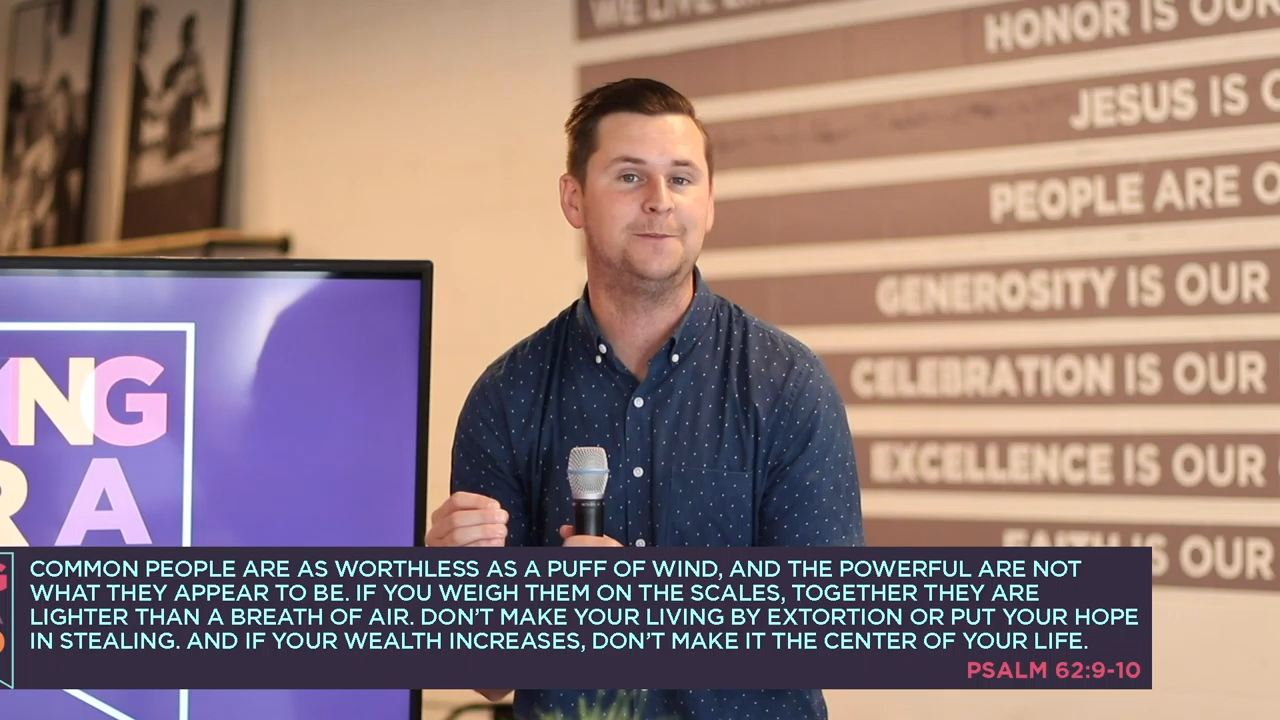 WE LIVE
HONOR IS OUR
JESUS IS
PEOPLE ARE
GENEROSITY IS OUR
CELEBRATION IS OUR
EXCELLENCE IS OUR
FAITH IS OUR
NG
RA
COMMON PEOPLE ARE AS WORTHLESS AS A PUFF OF WIND, AND THE POWERFUL ARE NOT
WHAT THEY APPEAR TO BE. IF YOU WEIGH THEM ON THE SCALES, TOGETHER THEY ARE
LIGHTER THAN A BREATH OF AIR. DON'T MAKE YOUR LIVING BY EXTORTION OR PUT YOUR HOPE
IN STEALING. AND IF YOUR WEALTH INCREASES, DON'T MAKE IT THE CENTER OF YOUR LIFE.
PSALM 62:9-10